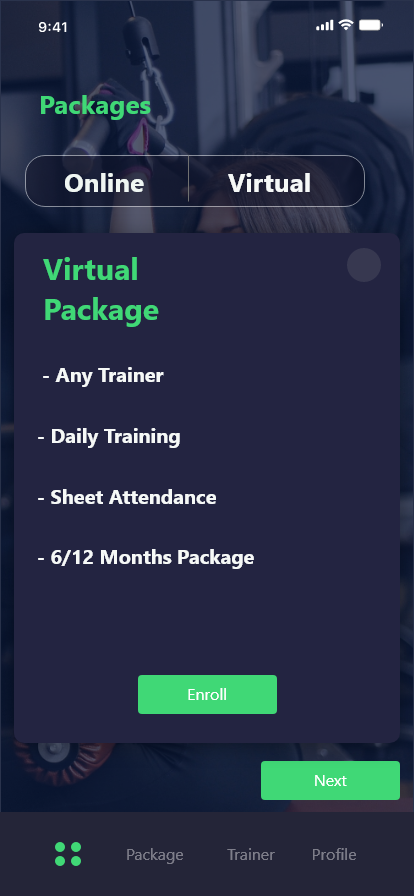 9:41
Packages
Online Virtual
Virtual
Package
- Any Trainer
- Daily Training
- Sheet Attendance
- 6/12 Months Package
Enroll
Next
Package Trainer Profile